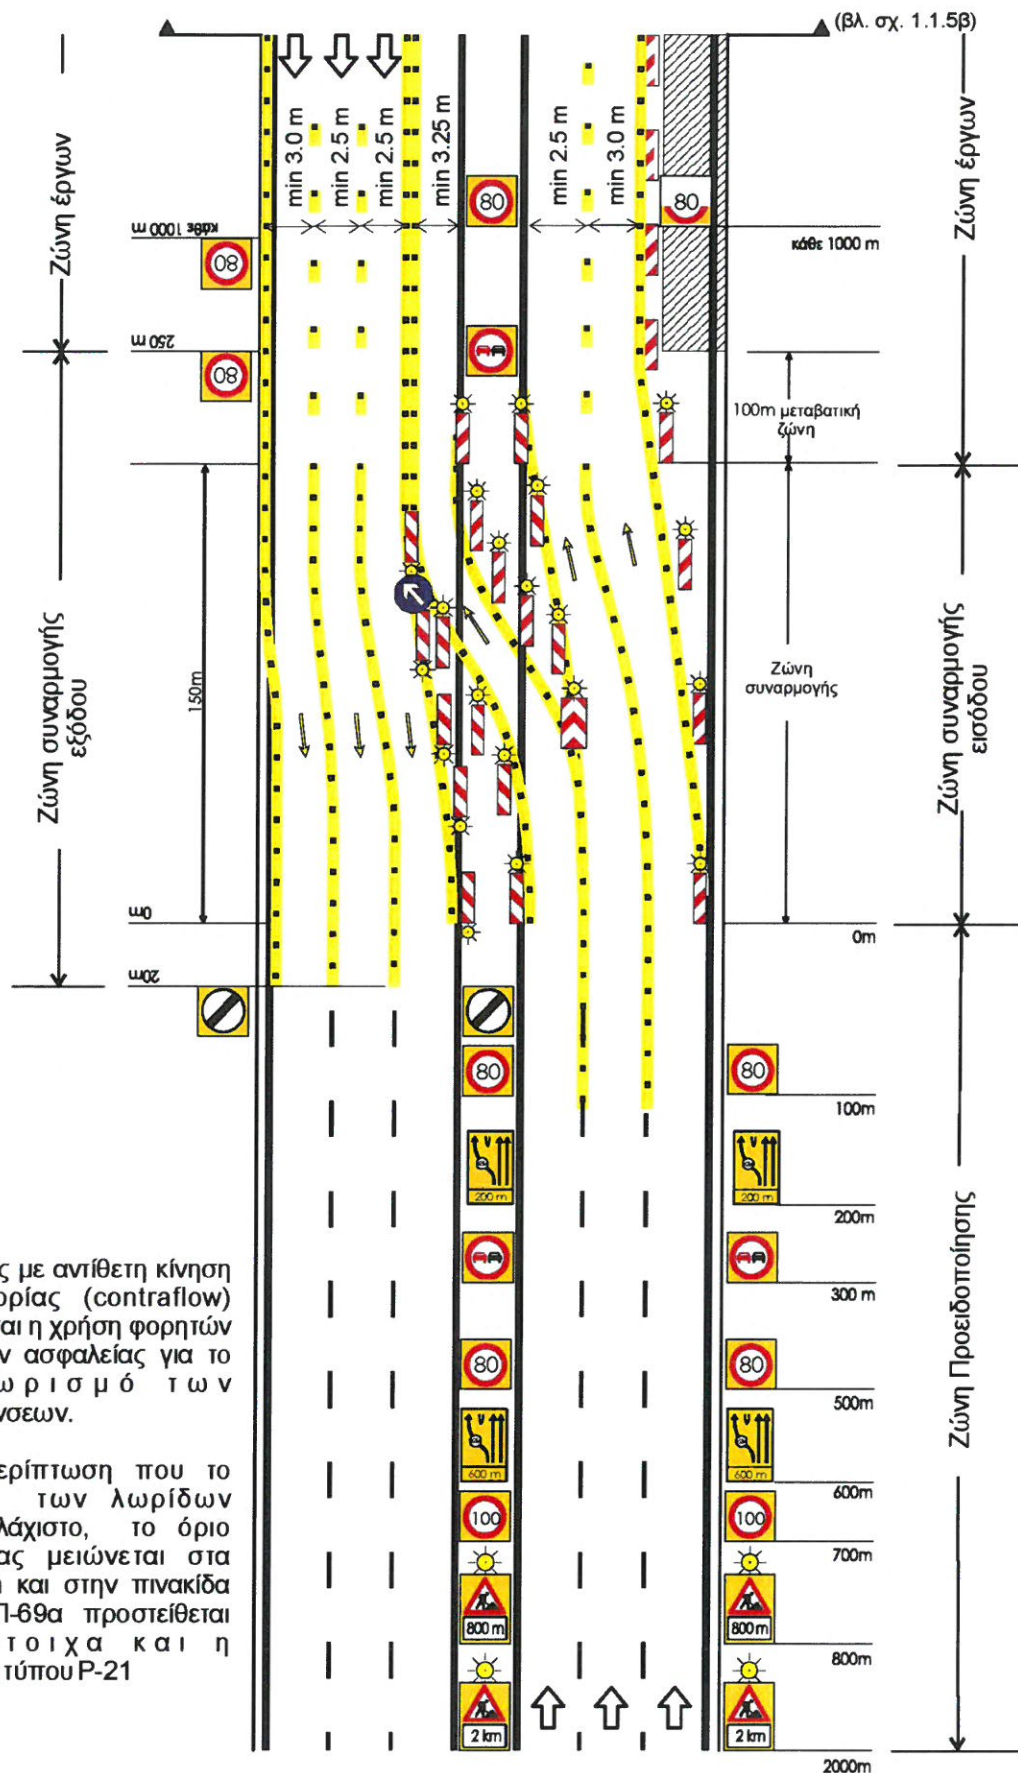 (βλ. σχ. 1.1.5β)
Ζώνη έργων
min 3.0 m
min 2.5 m
min 2.5 m
min 3.25 m
min 2.5 m
min 3.0 m
Ζώνη έργων
80
80
κάθε 1000 m
κάθε 1000 m
80
250 m
80
100m μεταβατική
ζώνη
Ζώνη συναρμογής
εξόδου
150m
Ζώνη
συναρμογής
Ζώνη συναρμογής
εισόδου
0m
0m
20m
80
80
100m
200 m
200 m
200m
300 m
Ζώνη Προειδοποίησης
80
80
500m
600 m
600 m
600m
100
100
700m
800 m
800 m
800m
2 km
2 km
2000m
ς με αντίθετη κίνηση
ορίας (contraflow)
αι η χρήση φορητών
ν ασφαλείας για το
ωρισμό των
νσεων.
ερίπτωση που το
των λωρίδων
λάχιστο, το όριο
ας μειώνεται στα
η και στην πινακίδα
Π-69α προστείθεται
τοιχα και η
τύπου Ρ-21